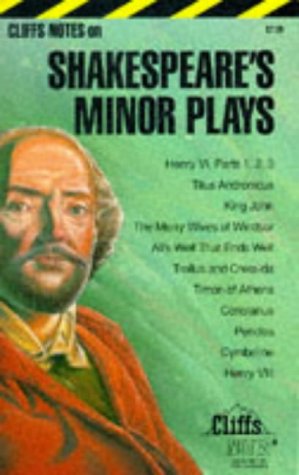 CLIFFS NOTES on
SHAKESPEARE'S
MINOR PLAYS
Henry VI, Parts 1, 2, 3
Titus Andronicus
King John
The Merry Wives of Windsor
All's Well That Ends Well
Troilus and Cressida
Timon of Athens
Coriolanus
Pericles
Cymbeline
Henry VIII
Cliffs
NOTES